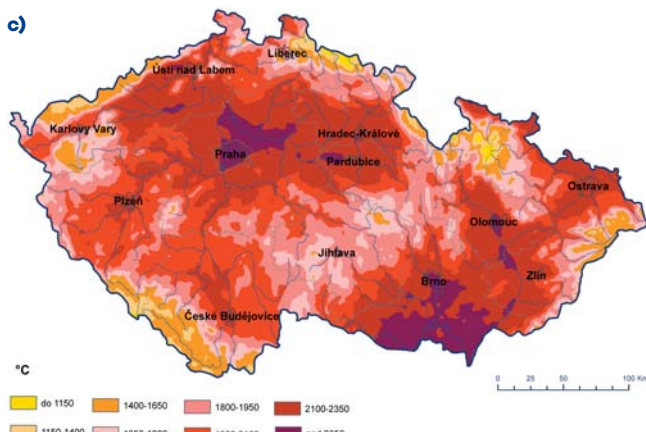 c)
Liberec
Ústí nad Labem
Karlovy Vary
Hradec-Králové
Praha
Pardubice
Ostrava
Plzeň
Olomouc
Jihlava
Zlín
Brno
České Budějovice
°C
0 25 50 100 Km
do 1150 1400-1650 1800-1950 2100-2350